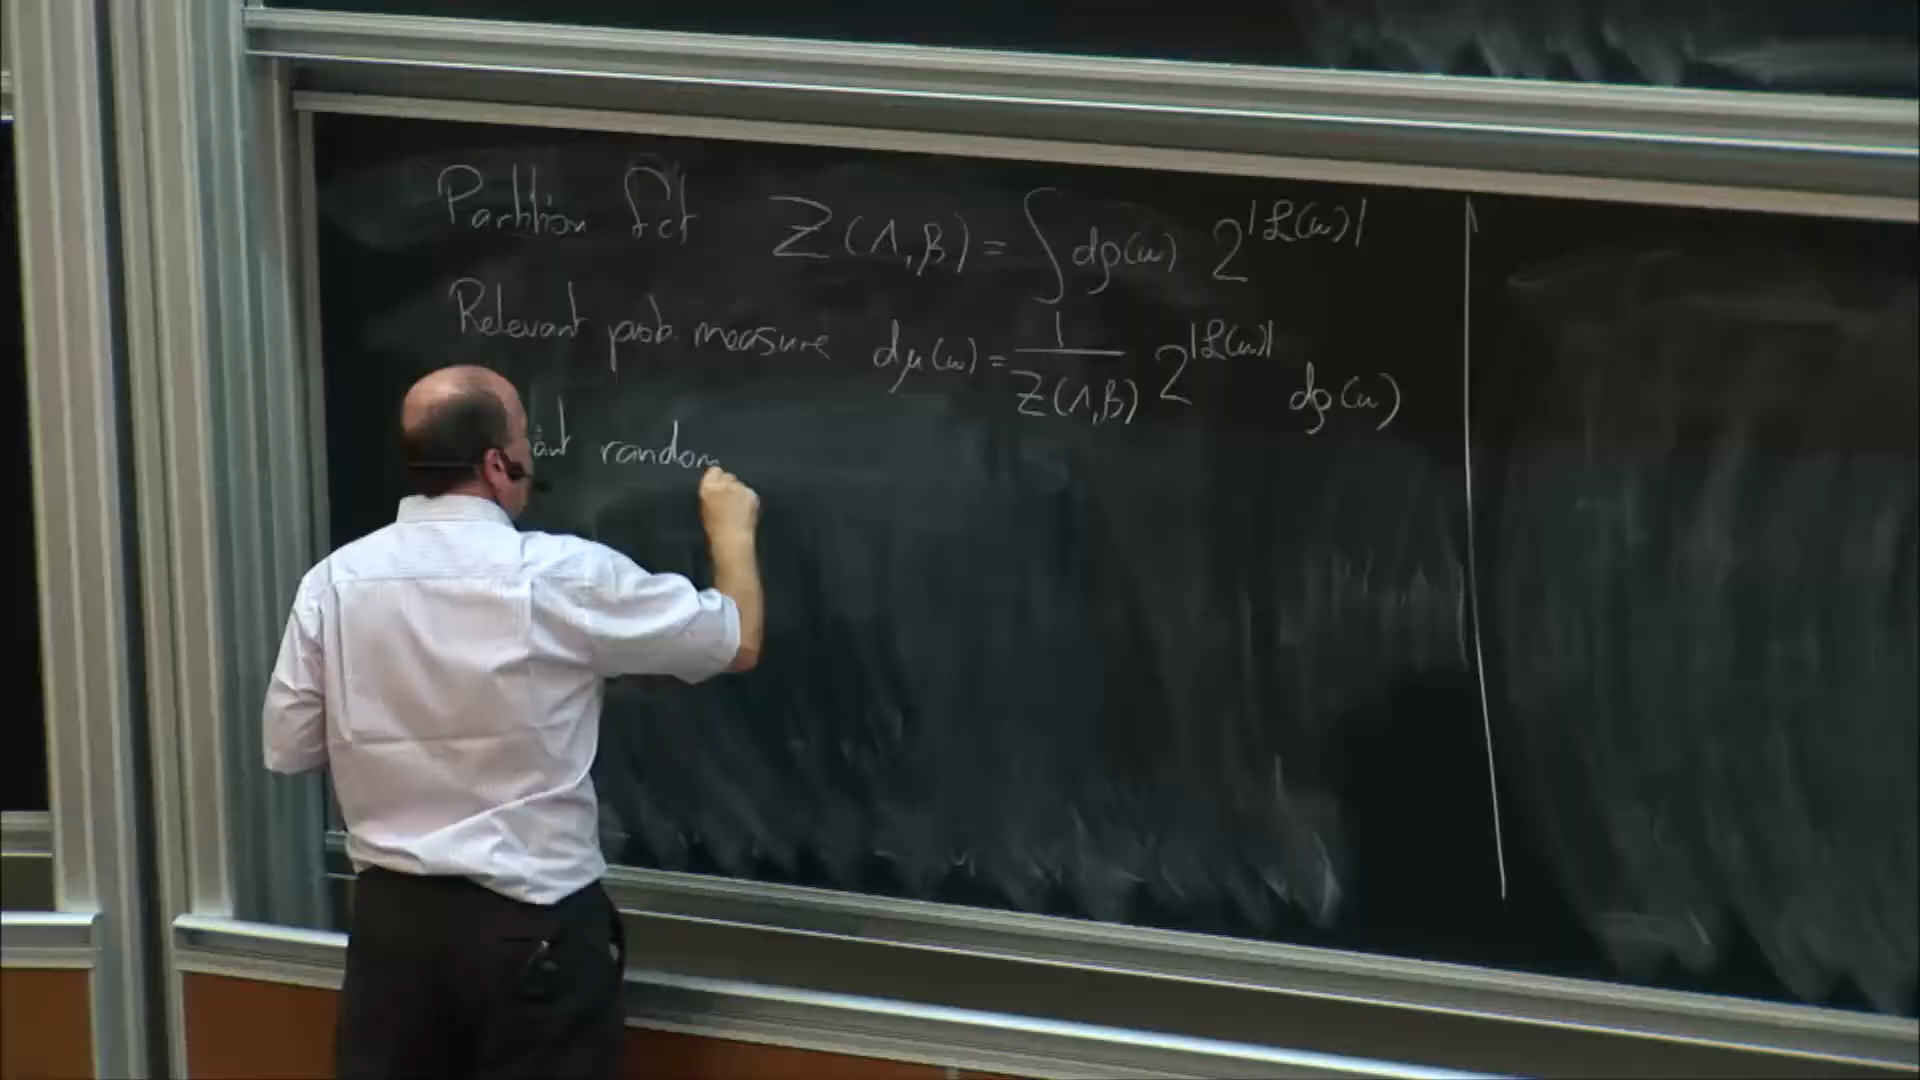 Partition fct Z(Λ,β) = ∫ dρ(ω) 2^|ℒ(ω)|
Relevant prob. measure dμ(ω) = 1/Z(Λ,β) 2^|ℒ(ω)| dρ(ω)
random